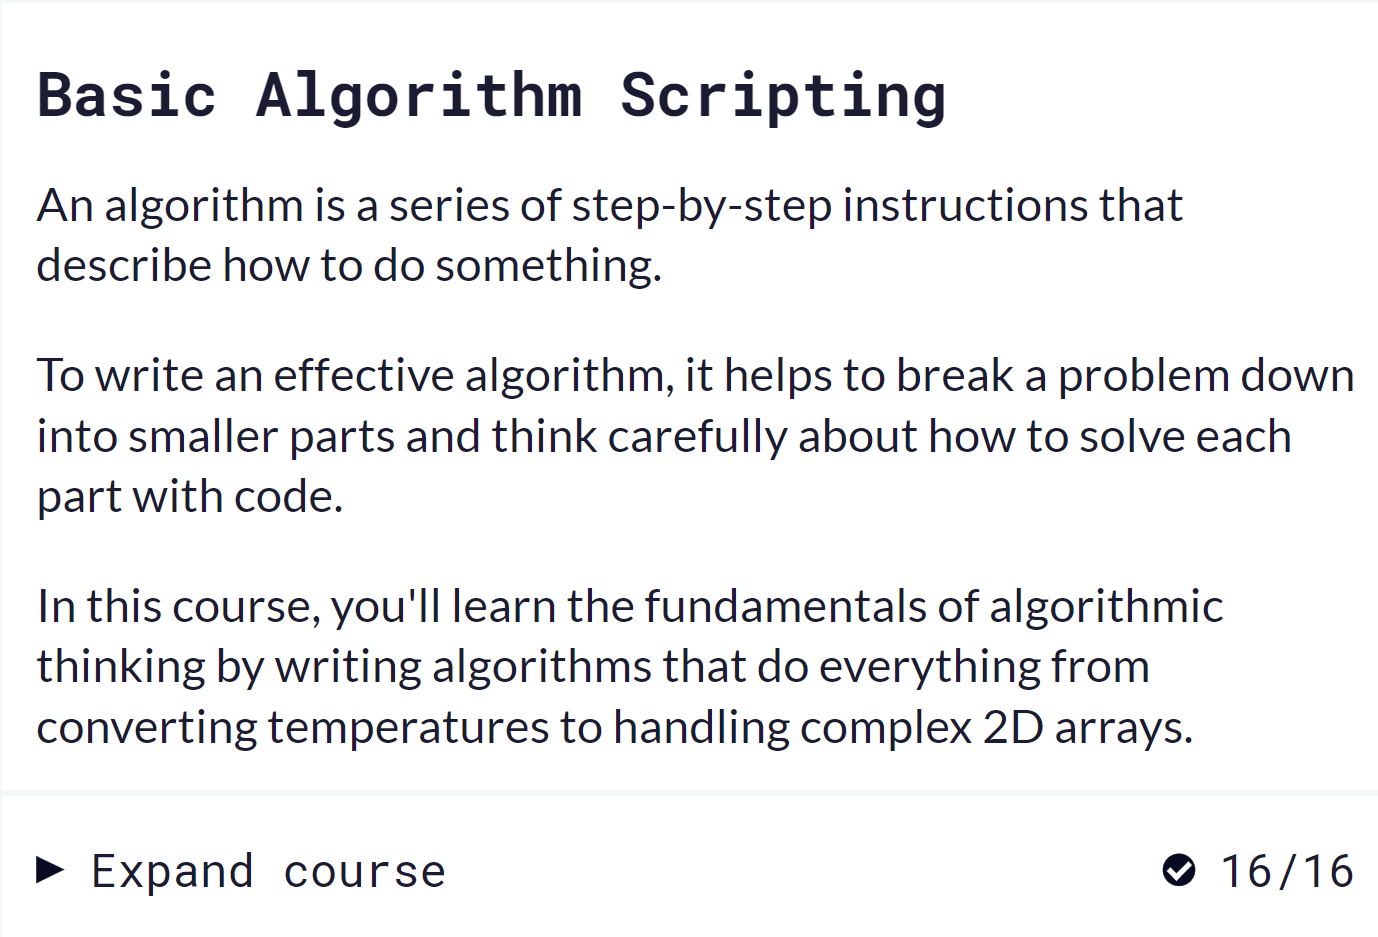 Basic Algorithm Scripting
An algorithm is a series of step-by-step instructions that
describe how to do something.
To write an effective algorithm, it helps to break a problem down
into smaller parts and think carefully about how to solve each
part with code.
In this course, you'll learn the fundamentals of algorithmic
thinking by writing algorithms that do everything from
converting temperatures to handling complex 2D arrays.
Expand course 16/16